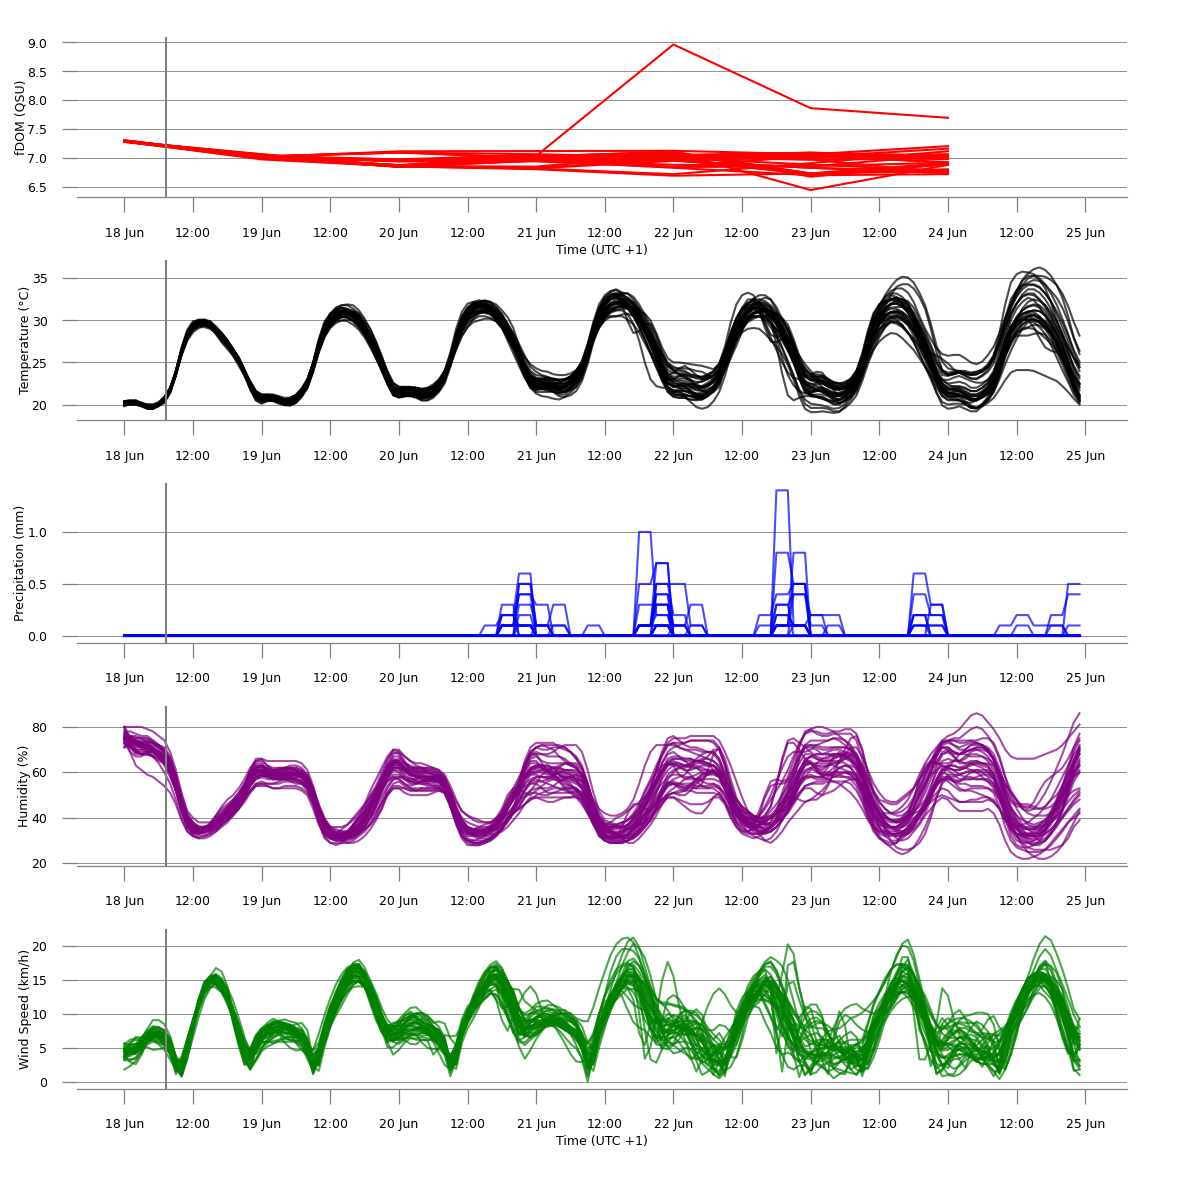 9.0
8.5
8.0
7.5
7.0
6.5
fDOM (QSU)
18 Jun 12:00 19 Jun 12:00 20 Jun 12:00 21 Jun 12:00 22 Jun 12:00 23 Jun 12:00 24 Jun 12:00 25 Jun
Time (UTC +1)
35
30
25
20
Temperature (°C)
18 Jun 12:00 19 Jun 12:00 20 Jun 12:00 21 Jun 12:00 22 Jun 12:00 23 Jun 12:00 24 Jun 12:00 25 Jun
1.0
0.5
0.0
Precipitation (mm)
18 Jun 12:00 19 Jun 12:00 20 Jun 12:00 21 Jun 12:00 22 Jun 12:00 23 Jun 12:00 24 Jun 12:00 25 Jun
80
60
40
20
Humidity (%)
18 Jun 12:00 19 Jun 12:00 20 Jun 12:00 21 Jun 12:00 22 Jun 12:00 23 Jun 12:00 24 Jun 12:00 25 Jun
20
15
10
5
0
Wind Speed (km/h)
18 Jun 12:00 19 Jun 12:00 20 Jun 12:00 21 Jun 12:00 22 Jun 12:00 23 Jun 12:00 24 Jun 12:00 25 Jun
Time (UTC +1)